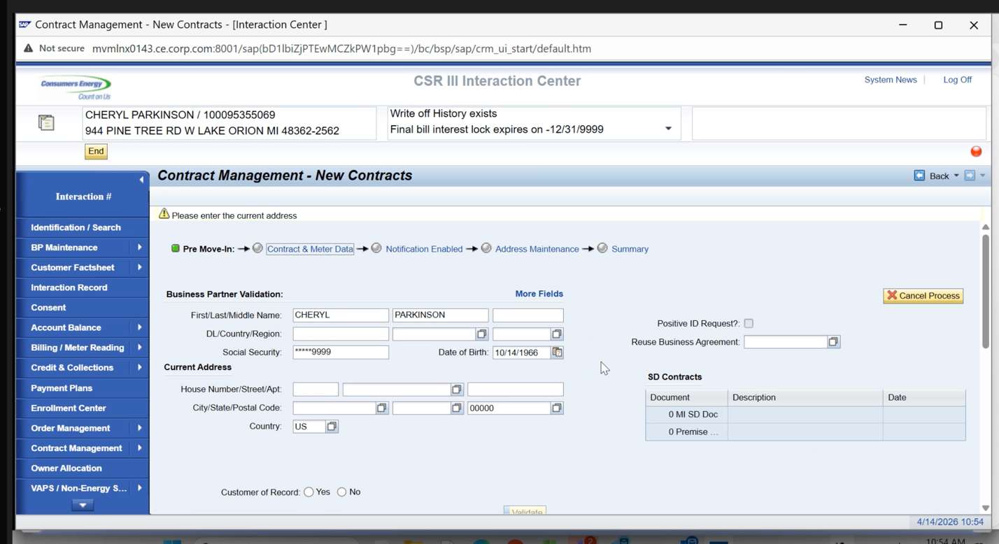 Contract Management - New Contracts - [Interaction Center ]
Not secure mvmlnx0143.ce.corp.com:8001/sap(bD1lbiZjPTEwMCZkPW1pbg==)/bc/bsp/sap/crm_ui_start/default.htm
Consumers Energy
Count on Us
CSR III Interaction Center
System News | Log Off
CHERYL PARKINSON / 100095355069
944 PINE TREE RD W LAKE ORION MI 48362-2562
Write off History exists
Final bill interest lock expires on -12/31/9999
End
Contract Management - New Contracts
Back
Interaction #
Identification / Search
BP Maintenance
Customer Factsheet
Interaction Record
Consent
Account Balance
Billing / Meter Reading
Credit & Collections
Payment Plans
Enrollment Center
Order Management
Contract Management
Owner Allocation
VAPS / Non-Energy S...
Please enter the current address
Pre Move-In: Contract & Meter Data Notification Enabled Address Maintenance Summary
Business Partner Validation: More Fields
Cancel Process
First/Last/Middle Name: CHERYL PARKINSON
DL/Country/Region:
Social Security: *****9999 Date of Birth: 10/14/1966
Positive ID Request?:
Reuse Business Agreement:
Current Address
House Number/Street/Apt:
City/State/Postal Code: 00000
Country: US
SD Contracts
Document Description Date
0 MI SD Doc
0 Premise ...
Customer of Record: Yes No
Validate
4/14/2026 10:54
10:54 AM